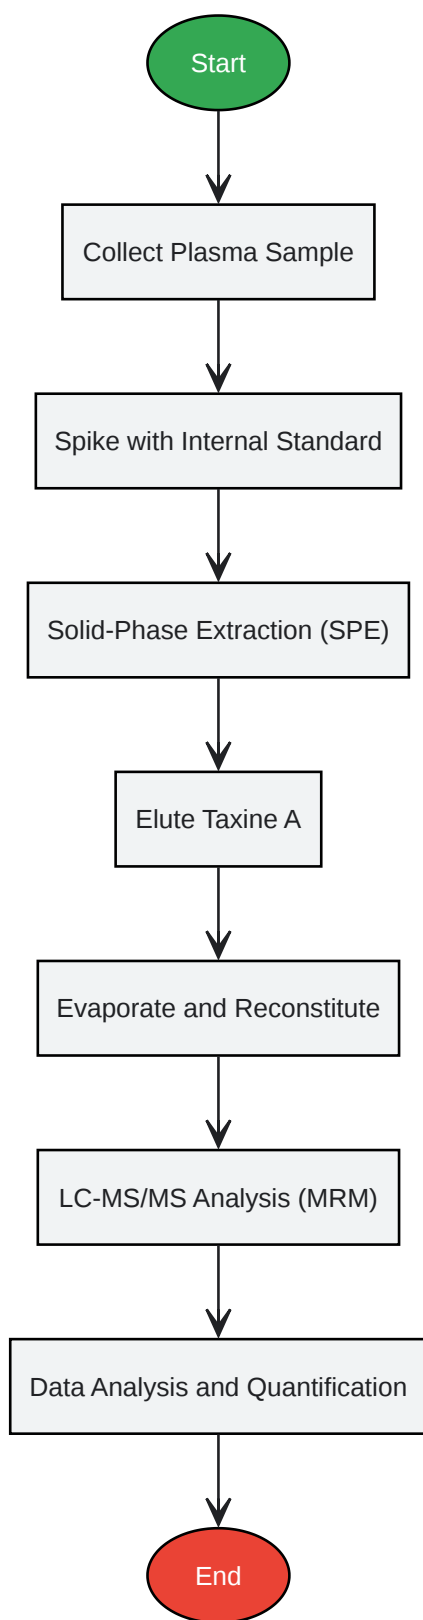 Start
Collect Plasma Sample
Spike with Internal Standard
Solid-Phase Extraction (SPE)
Elute Taxine A
Evaporate and Reconstitute
LC-MS/MS Analysis (MRM)
Data Analysis and Quantification
End